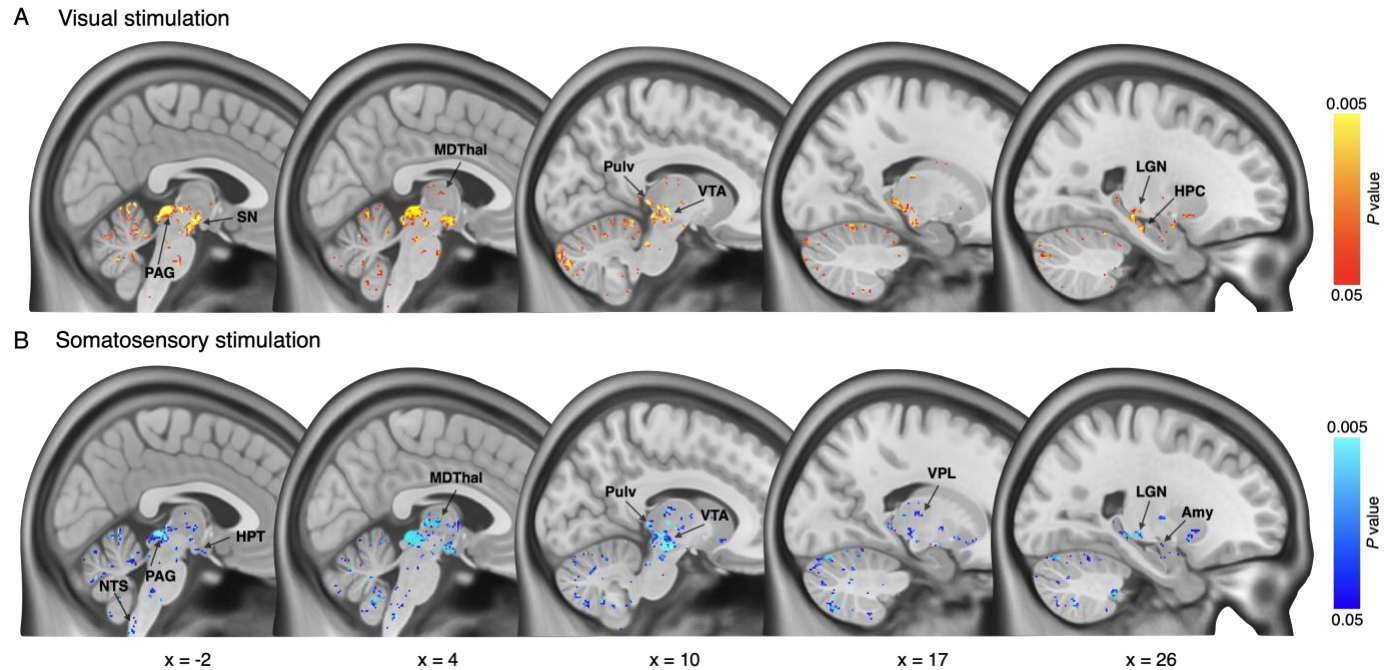 A Visual stimulation
MDThal
Pulv
VTA
LGN
HPC
SN
PAG
0.005
P value
0.05
B Somatosensory stimulation
MDThal
Pulv
VTA
VPL
LGN
Amy
HPT
PAG
NTS
0.005
P value
0.05
x = -2
x = 4
x = 10
x = 17
x = 26